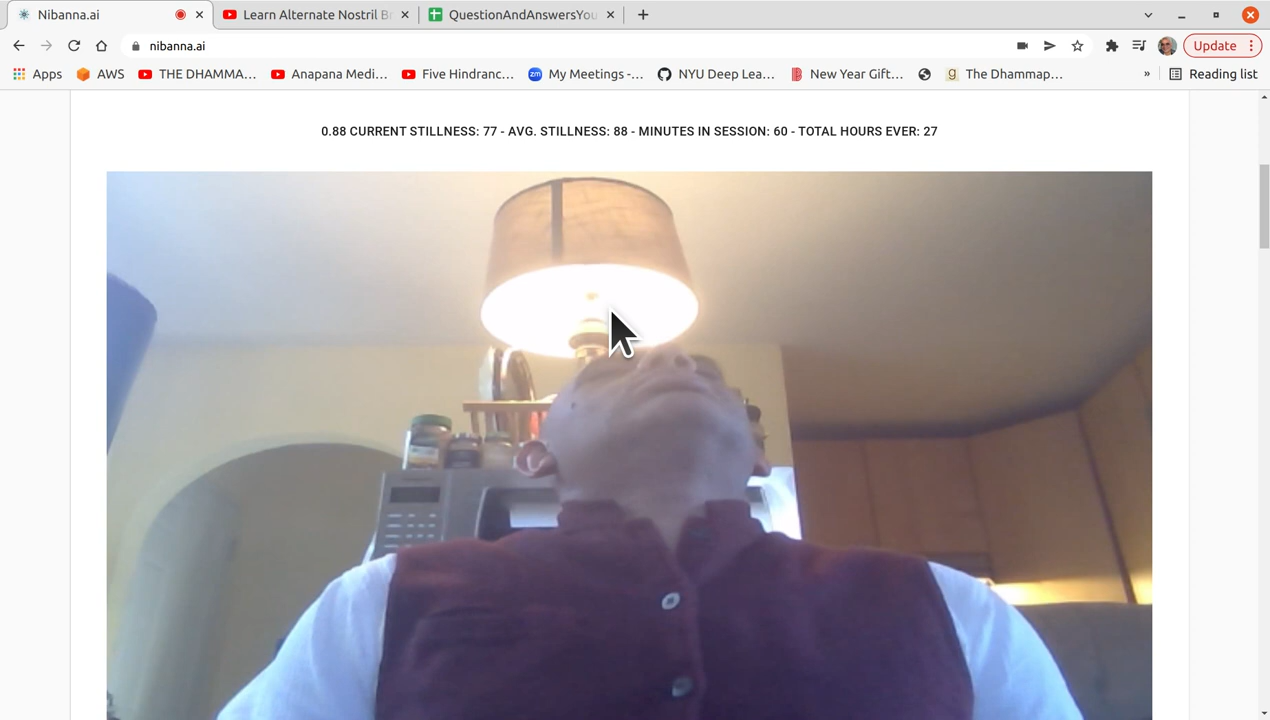 Nibanna.ai
Learn Alternate Nostril Br
QuestionAndAnswersYou
nibanna.ai
Update
Apps
AWS
THE DHAMMA...
Anapana Medi...
Five Hindranc...
zm
My Meetings -...
NYU Deep Lea...
New Year Gift...
g
The Dhammap...
»
Reading list
0.88 CURRENT STILLNESS: 77 - AVG. STILLNESS: 88 - MINUTES IN SESSION: 60 - TOTAL HOURS EVER: 27